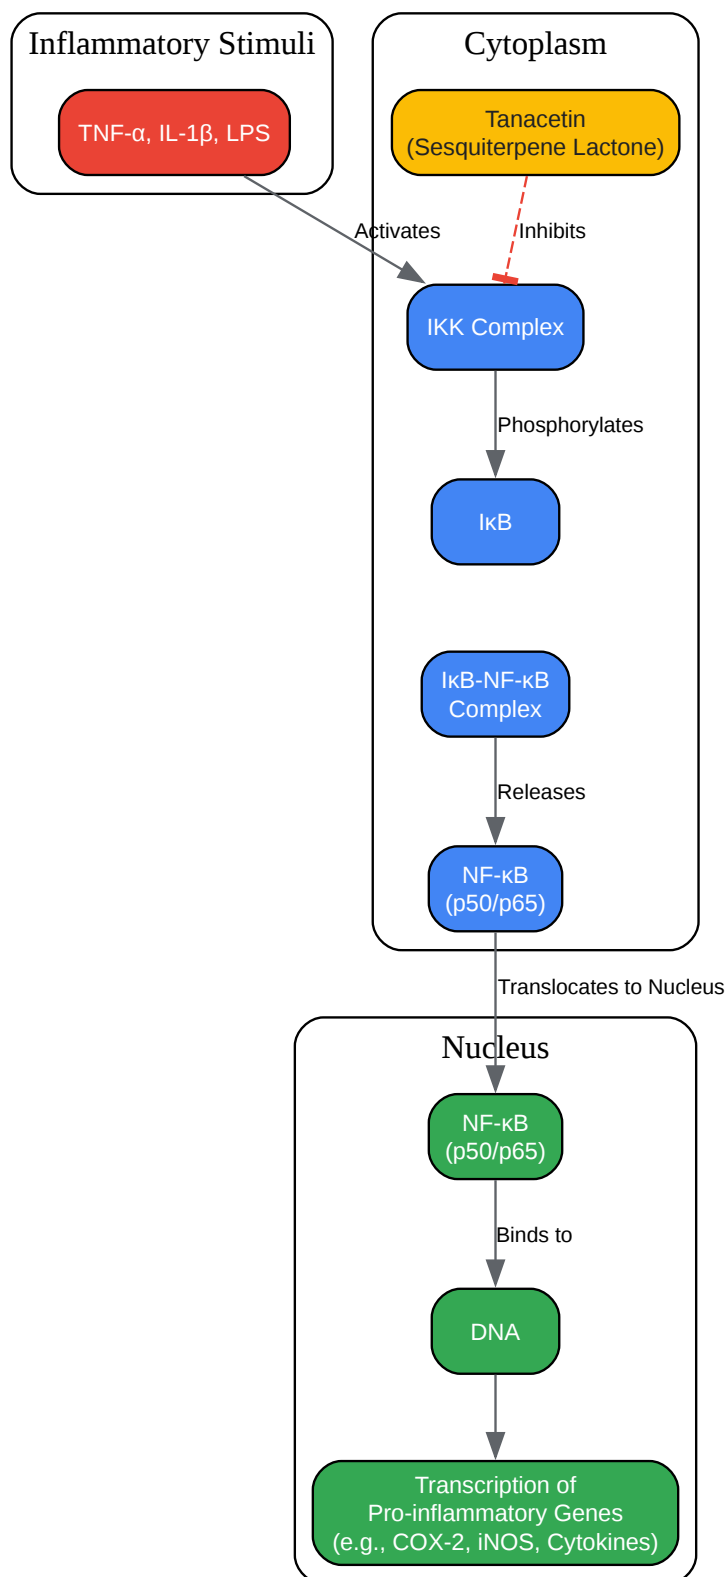 Inflammatory Stimuli
TNF-α, IL-1β, LPS
Cytoplasm
Tanacetin
(Sesquiterpene Lactone)
Activates
Inhibits
IKK Complex
Phosphorylates
IκB
IκB-NF-κB
Complex
Releases
NF-κB
(p50/p65)
Translocates to Nucleus
Nucleus
NF-κB
(p50/p65)
Binds to
DNA
Transcription of
Pro-inflammatory Genes
(e.g., COX-2, iNOS, Cytokines)